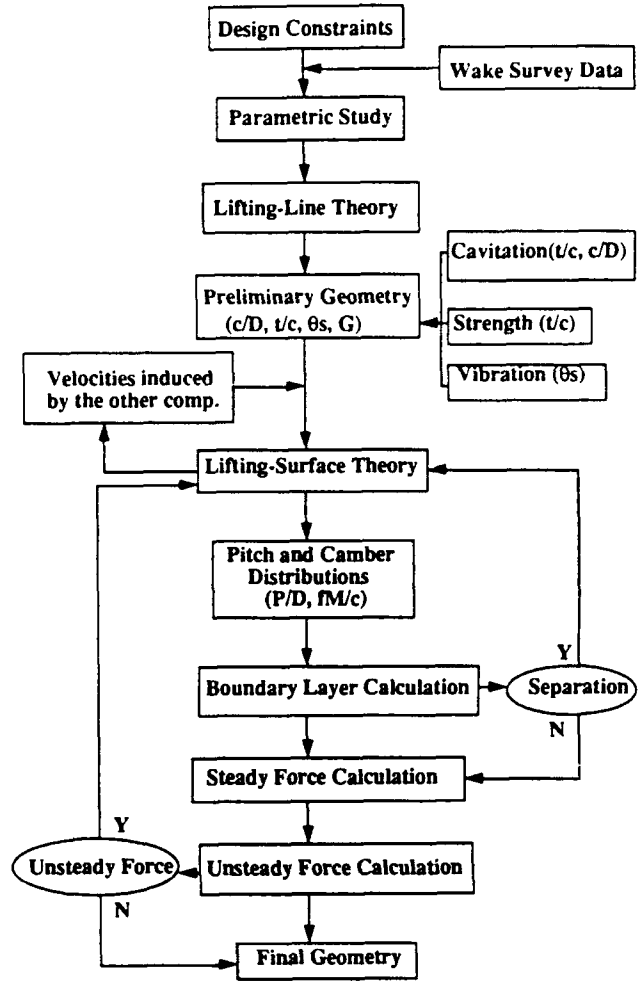 Design Constraints
Wake Survey Data
Parametric Study
Lifting-Line Theory
Cavitation(t/c, c/D)
Preliminary Geometry
(c/D, t/c, θs, G)
Strength (t/c)
Vibration (θs)
Velocities induced
by the other comp.
Lifting-Surface Theory
Pitch and Camber
Distributions
(P/D, fM/c)
Y
Boundary Layer Calculation
Separation
N
Steady Force Calculation
Y
Unsteady Force
Unsteady Force Calculation
N
Final Geometry